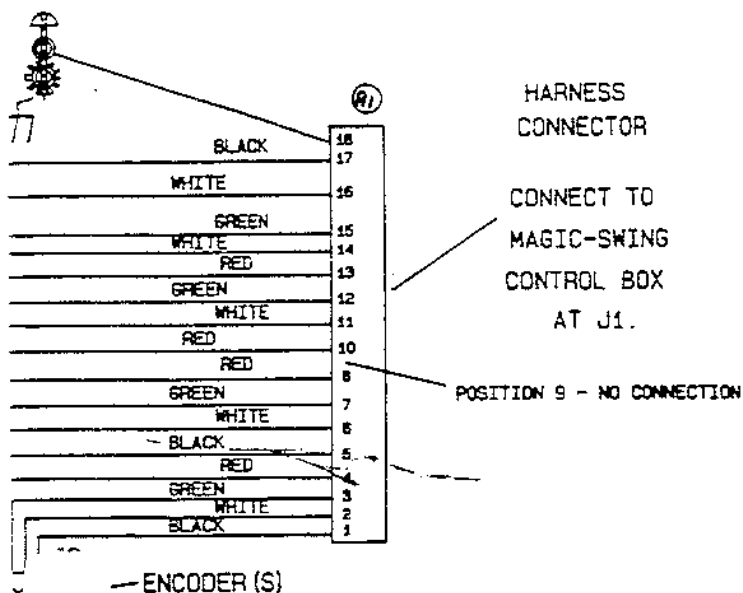 R1
HARNESS
CONNECTOR
CONNECT TO
MAGIC-SWING
CONTROL BOX
AT J1.
POSITION 9 - NO CONNECTION
18
BLACK
17
WHITE
16
GREEN
15
WHITE
14
RED
13
GREEN
12
WHITE
11
RED
10
RED
8
GREEN
7
WHITE
6
BLACK
5
RED
4
GREEN
3
WHITE
2
BLACK
1
ENCODER(S)